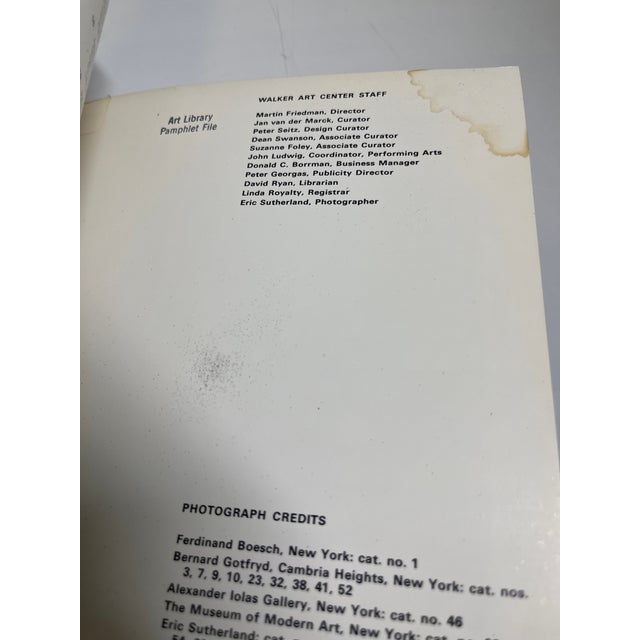 WALKER ART CENTER STAFF
Art Library
Pamphlet File
Martin Friedman, Director
Jan van der Marck, Curator
Peter Seitz, Design Curator
Dean Swanson, Associate Curator
Suzanne Foley, Associate Curator
John Ludwig, Coordinator, Performing Arts
Donald C. Borrman, Business Manager
Peter Georgas, Publicity Director
David Ryan, Librarian
Linda Royalty, Registrar
Eric Sutherland, Photographer
PHOTOGRAPH CREDITS
Ferdinand Boesch, New York: cat. no. 1
Bernard Gotfryd, Cambria Heights, New York: cat. nos.
3, 7, 9, 10, 23, 32, 38, 41, 52
Alexander Iolas Gallery, New York: cat. no. 46
The Museum of Modern Art, New York: cat. no.
Eric Sutherland: cat.